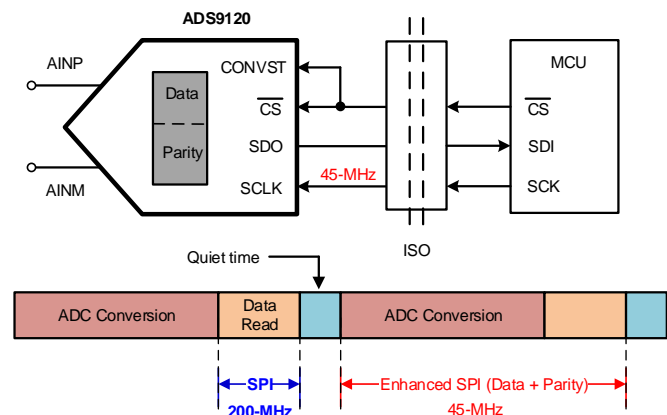 ADS9120
AINP
AINM
Data
Parity
CONVST
CS
SDO
SCLK
45-MHz
ISO
MCU
CS
SDI
SCK
Quiet time
ADC Conversion
Data
Read
ADC Conversion
SPI
200-MHz
Enhanced SPI (Data + Parity)
45-MHz